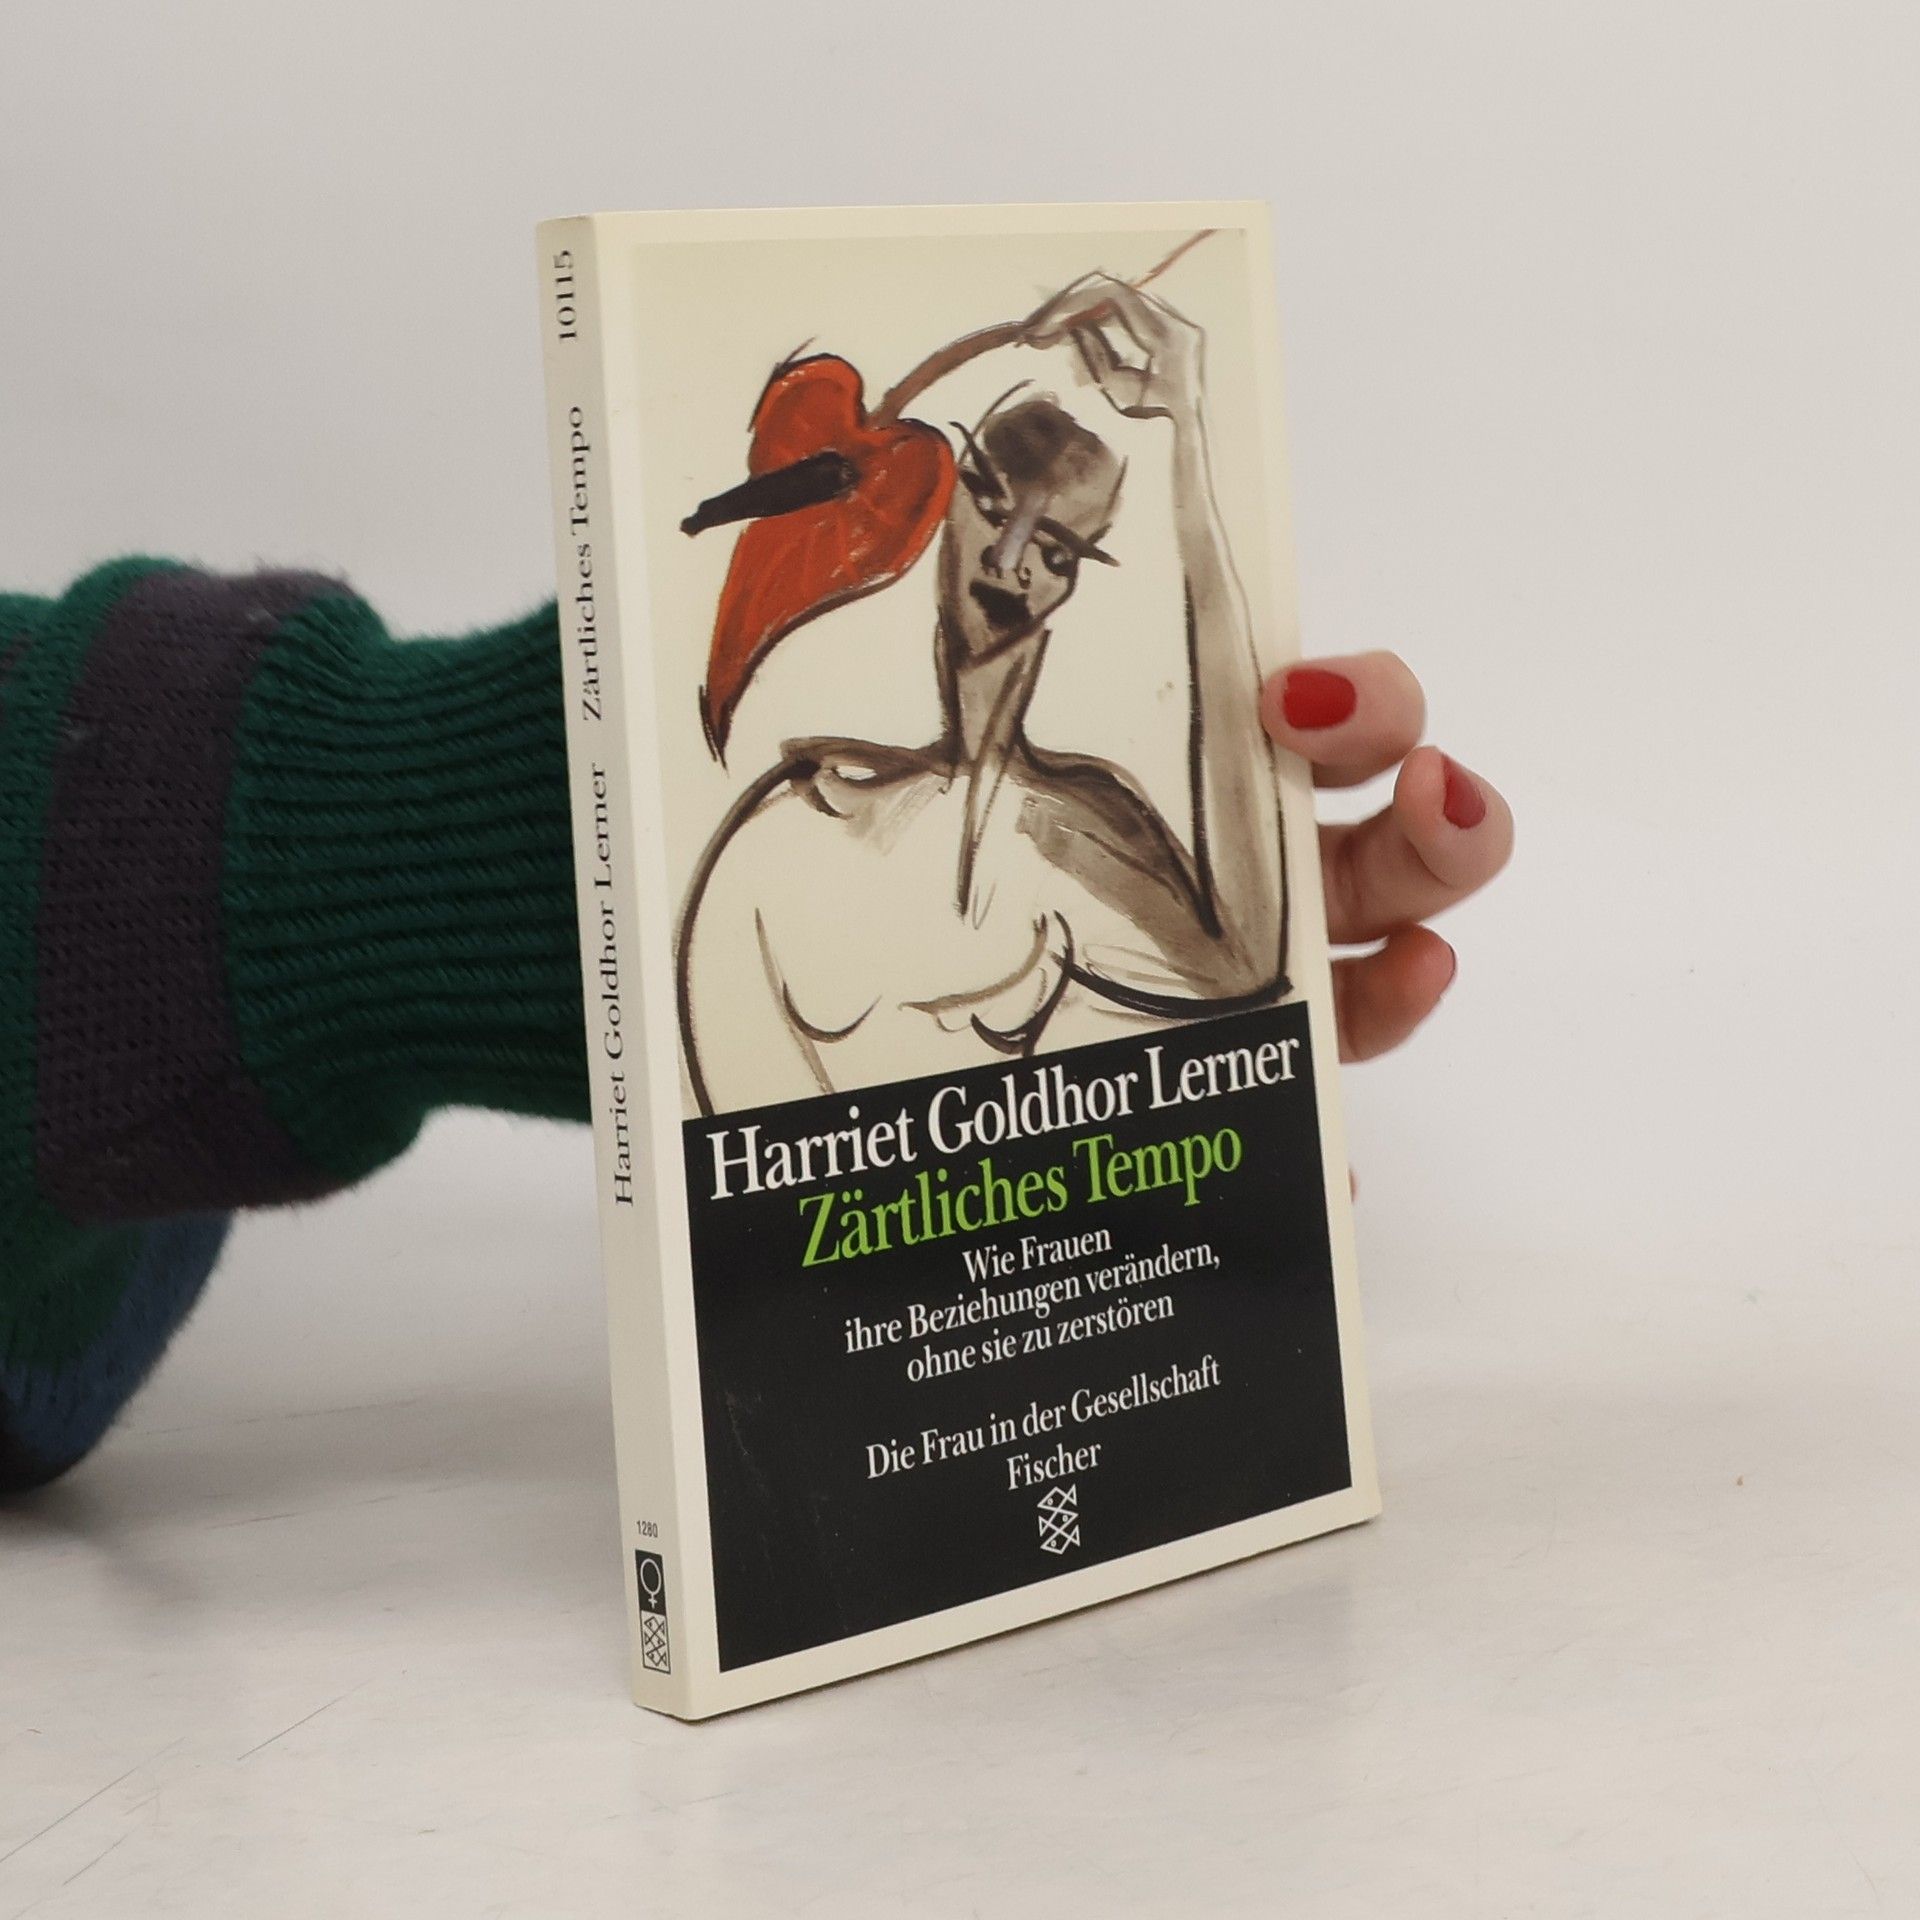 Harriet Goldhor Lerner Zärtliches Tempo 10115
1280
Harriet Goldhor Lerner
Zärtliches Tempo
Wie Frauen
ihre Beziehungen verändern,
ohne sie zu zerstören
Die Frau in der Gesellschaft
Fischer